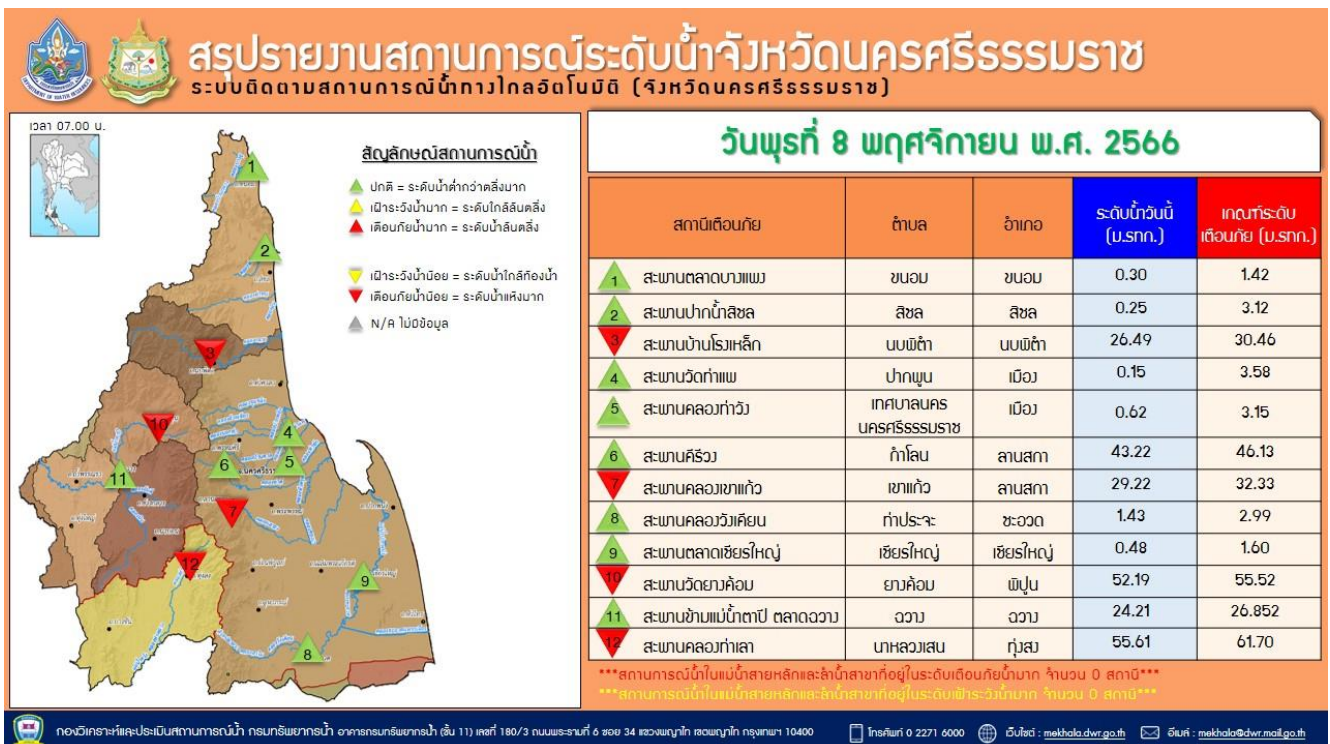 สรุปรายงานสถานการณ์ระดับน้ำจังหวัดนครศรีธรรมราช
ระบบติดตามสถานการณ์น้ำทางไกลอัตโนมัติ (จังหวัดนครศรีธรรมราช)
เวลา 07.00 น.
สัญลักษณ์สถานการณ์น้ำ
ปกติ = ระดับน้ำต่ำกว่าตลิ่งมาก
เฝ้าระวังน้ำมาก = ระดับใกล้ล้นตลิ่ง
เตือนภัยน้ำมาก = ระดับน้ำล้นตลิ่ง
เฝ้าระวังน้ำน้อย = ระดับน้ำใกล้ท้องน้ำ
เตือนภัยน้ำน้อย = ระดับน้ำแห้งมาก
N/A ไม่มีข้อมูล
1
2
3
10
4
11
6
5
7
12
9
8
วันพุธที่ 8 พฤศจิกายน พ.ศ. 2566
สถานีเตือนภัย ตำบล อำเภอ ระดับน้ำวันนี้ (ม.รทก.) เกณฑ์ระดับเตือนภัย (ม.รทก.)
1 สะพานตลาดบางแพง ขนอม ขนอม 0.30 1.42
2 สะพานปากน้ำสิชล สิชล สิชล 0.25 3.12
3 สะพานบ้านโรงเหล็ก นบพิตำ นบพิตำ 26.49 30.46
4 สะพานวัดท่าแพ ปากพูน เมือง 0.15 3.58
5 สะพานคลองท่าวัง เทศบาลนครนครศรีธรรมราช เมือง 0.62 3.15
6 สะพานคีรีวง กำโลน ลานสกา 43.22 46.13
7 สะพานคลองเขาแก้ว เขาแก้ว ลานสกา 29.22 32.33
8 สะพานคลองวังเคียน ท่าประจะ ชะอวด 1.43 2.99
9 สะพานตลาดเชียรใหญ่ เชียรใหญ่ เชียรใหญ่ 0.48 1.60
10 สะพานวัดยางค้อม ยางค้อม พิปูน 52.19 55.52
11 สะพานข้ามแม่น้ำตาปี ตลาดฉวาง ฉวาง ฉวาง 24.21 26.852
12 สะพานคลองท่าเลา นาหลวงเสน ทุ่งสง 55.61 61.70
***สถานการณ์น้ำในแม่น้ำสายหลักและลำน้ำสาขาที่อยู่ในระดับเตือนภัยน้ำมาก จำนวน 0 สถานี***
***สถานการณ์น้ำในแม่น้ำสายหลักและลำน้ำสาขาที่อยู่ในระดับเฝ้าระวังน้ำมาก จำนวน 0 สถานี***
กองวิเคราะห์และประเมินสถานการณ์น้ำ กรมทรัพยากรน้ำ อาคารกรมทรัพยากรน้ำ (ชั้น 11) เลขที่ 180/3 ถนนพระรามที่ 6 ซอย 34 แขวงพญาไท เขตพญาไท กรุงเทพฯ 10400 โทรศัพท์ 0 2271 6000 เว็บไซต์ : mekhala.dwr.go.th อีเมล์ : mekhala@dwr.mail.go.th